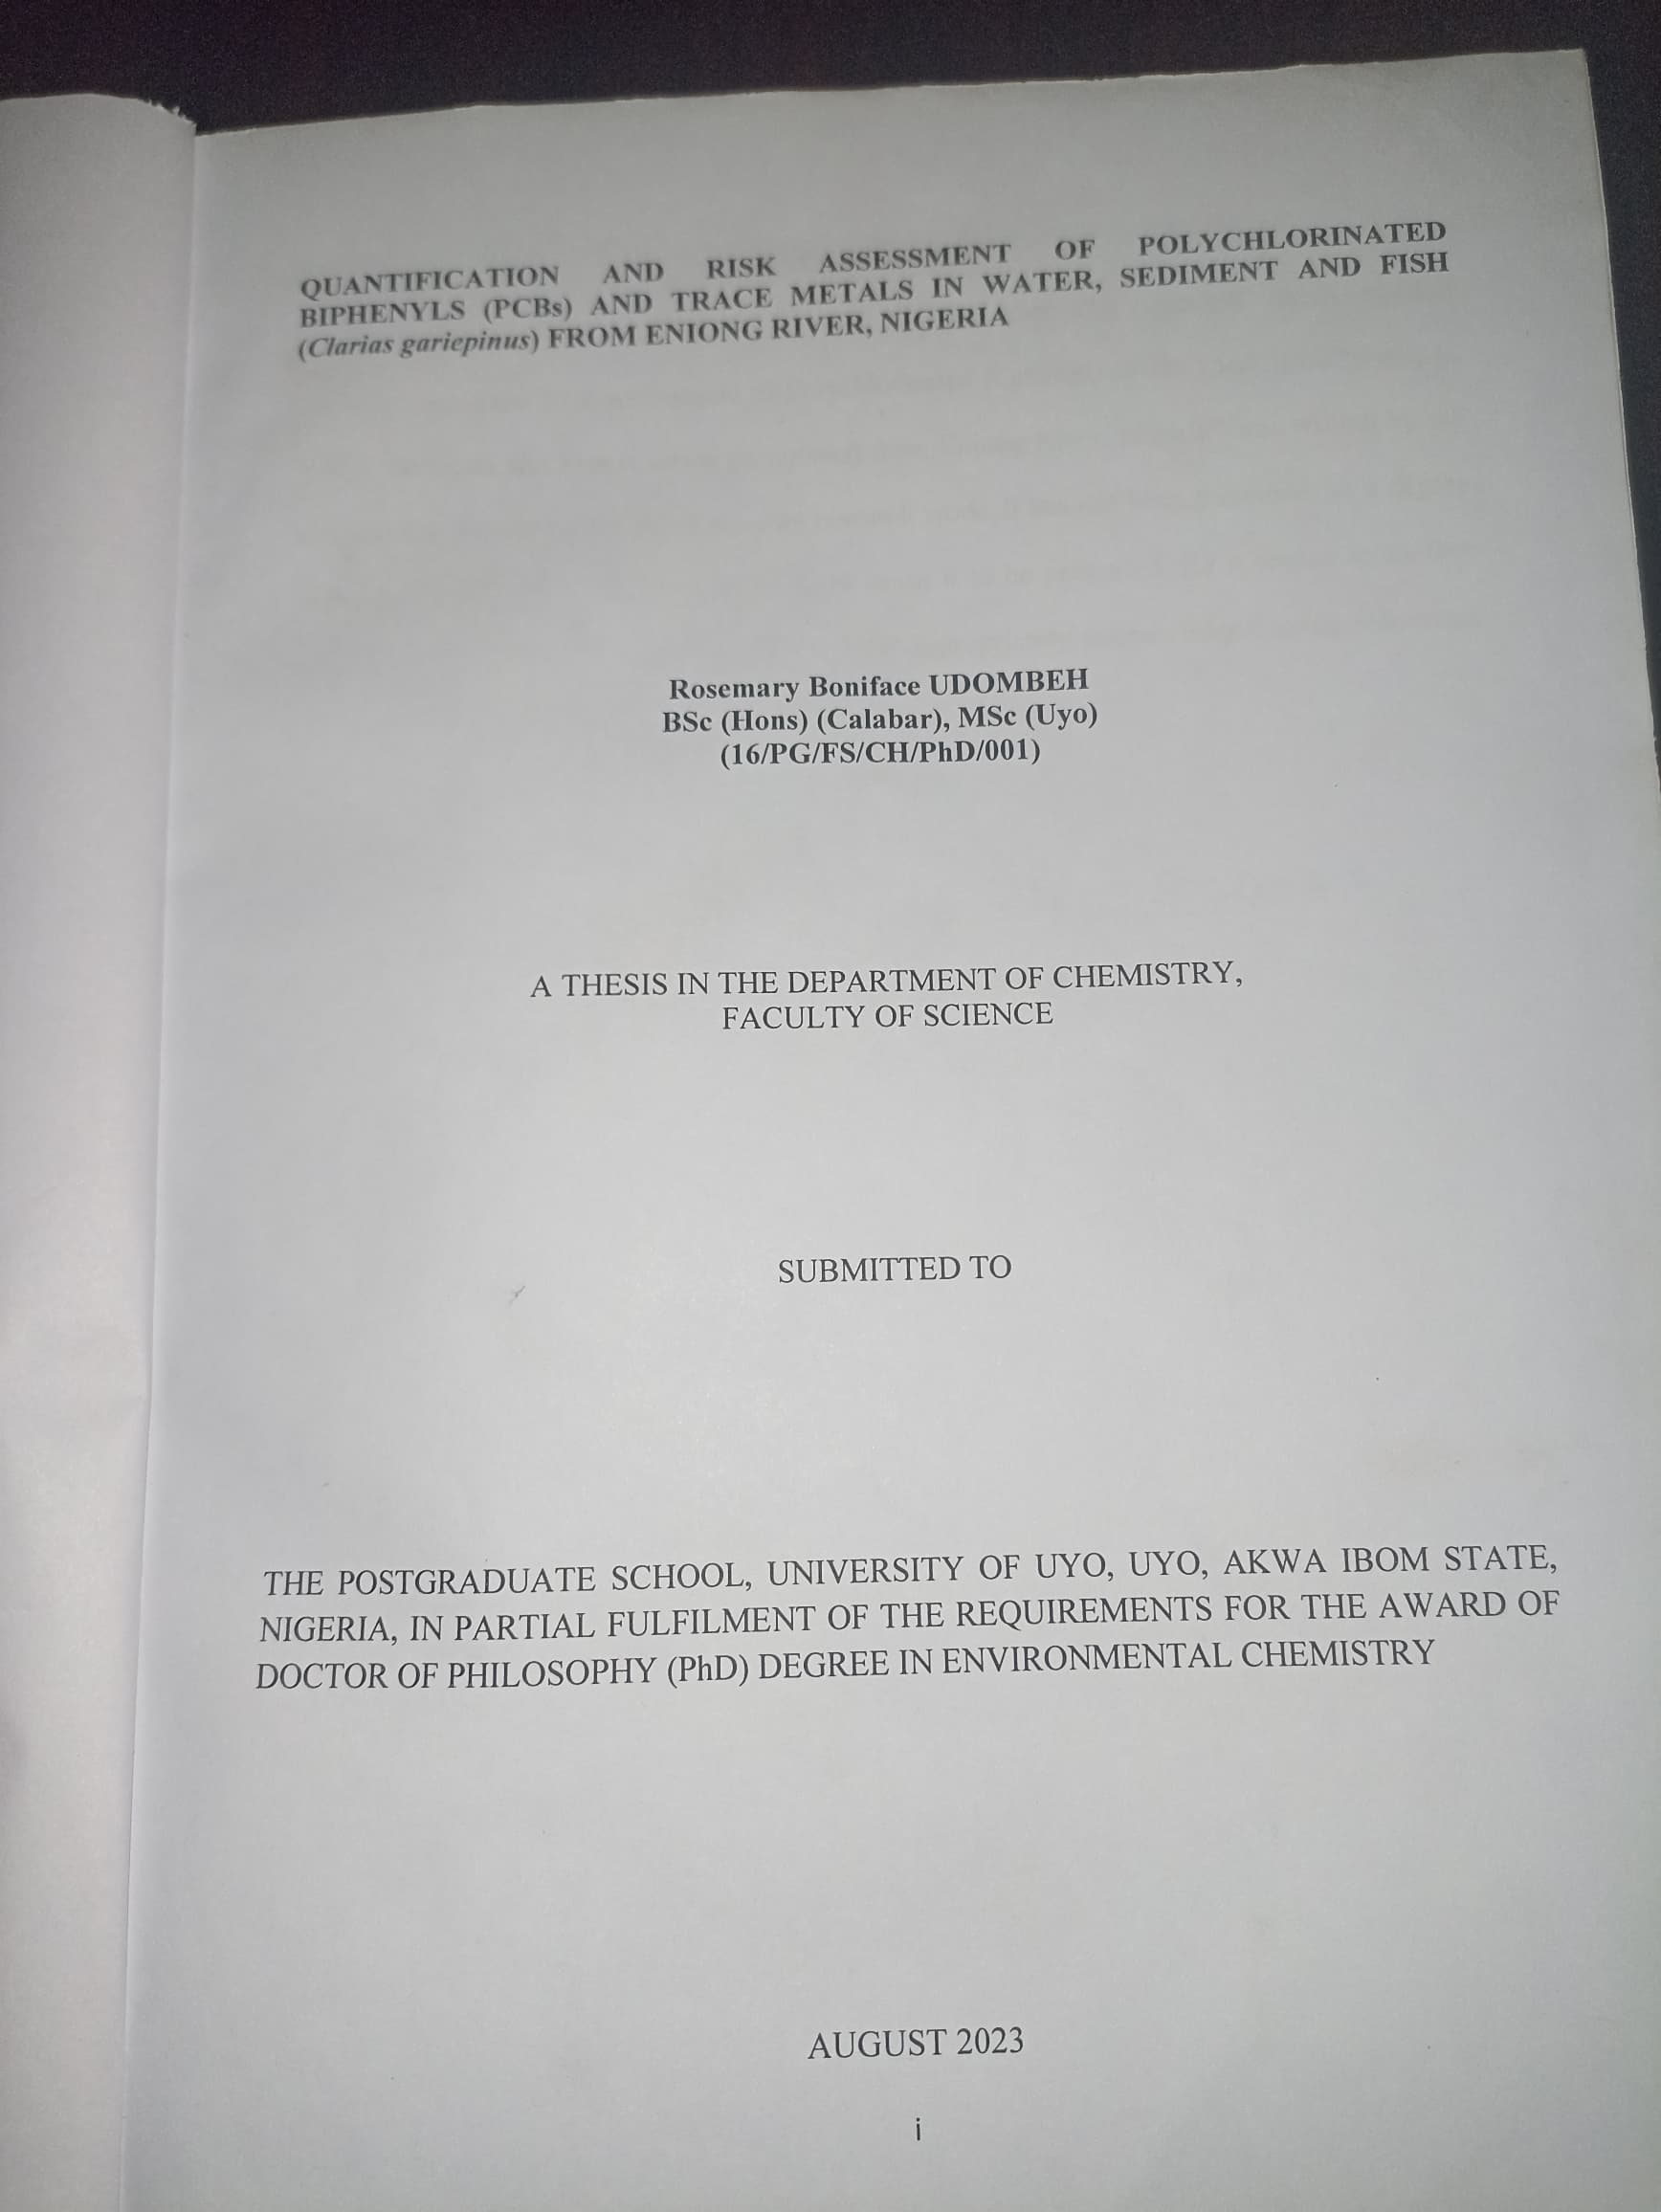 QUANTIFICATION AND RISK ASSESSMENT OF POLYCHLORINATED
BIPHENYLS (PCBs) AND TRACE METALS IN WATER, SEDIMENT AND FISH
(Clarias gariepinus) FROM ENIONG RIVER, NIGERIA
Rosemary Boniface UDOMBEH
BSc (Hons) (Calabar), MSc (Uyo)
(16/PG/FS/CH/PhD/001)
A THESIS IN THE DEPARTMENT OF CHEMISTRY,
FACULTY OF SCIENCE
SUBMITTED TO
THE POSTGRADUATE SCHOOL, UNIVERSITY OF UYO, UYO, AKWA IBOM STATE,
NIGERIA, IN PARTIAL FULFILMENT OF THE REQUIREMENTS FOR THE AWARD OF
DOCTOR OF PHILOSOPHY (PhD) DEGREE IN ENVIRONMENTAL CHEMISTRY
AUGUST 2023
i